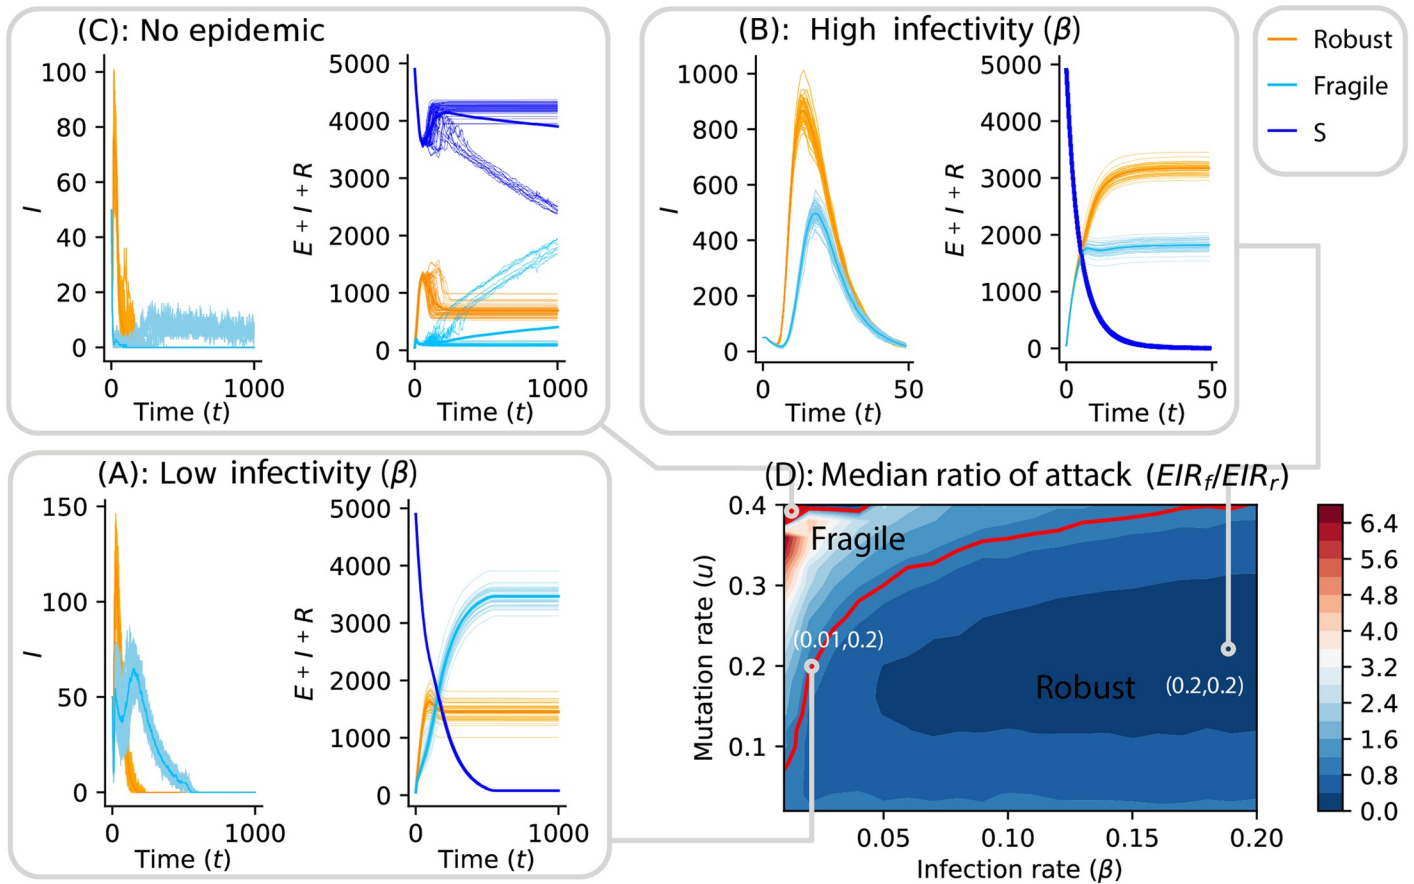 (C): No epidemic
100
80
60
40
20
0
I
0
1000
Time (t)
5000
4000
3000
2000
1000
0
E + I + R
0
1000
Time (t)
(B): High infectivity (β)
1000
800
600
400
200
0
I
0
50
Time (t)
5000
4000
3000
2000
1000
0
E + I + R
0
50
Time (t)
Robust
Fragile
S
(A): Low infectivity (β)
150
100
50
0
I
0
1000
Time (t)
5000
4000
3000
2000
1000
0
E + I + R
0
1000
Time (t)
(D): Median ratio of attack (EIRf/EIRr)
0.4
0.3
0.2
0.1
Mutation rate (u)
Fragile
(0.01,0.2)
Robust
(0.2,0.2)
0.05
0.10
0.15
0.20
Infection rate (β)
6.4
5.6
4.8
4.0
3.2
2.4
1.6
0.8
0.0